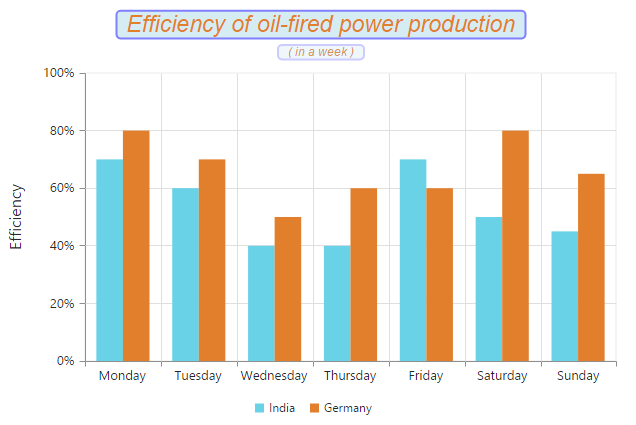 Efficiency of oil-fired power production
( in a week )
Efficiency
100%
80%
60%
40%
20%
0%
Monday Tuesday Wednesday Thursday Friday Saturday Sunday
India Germany